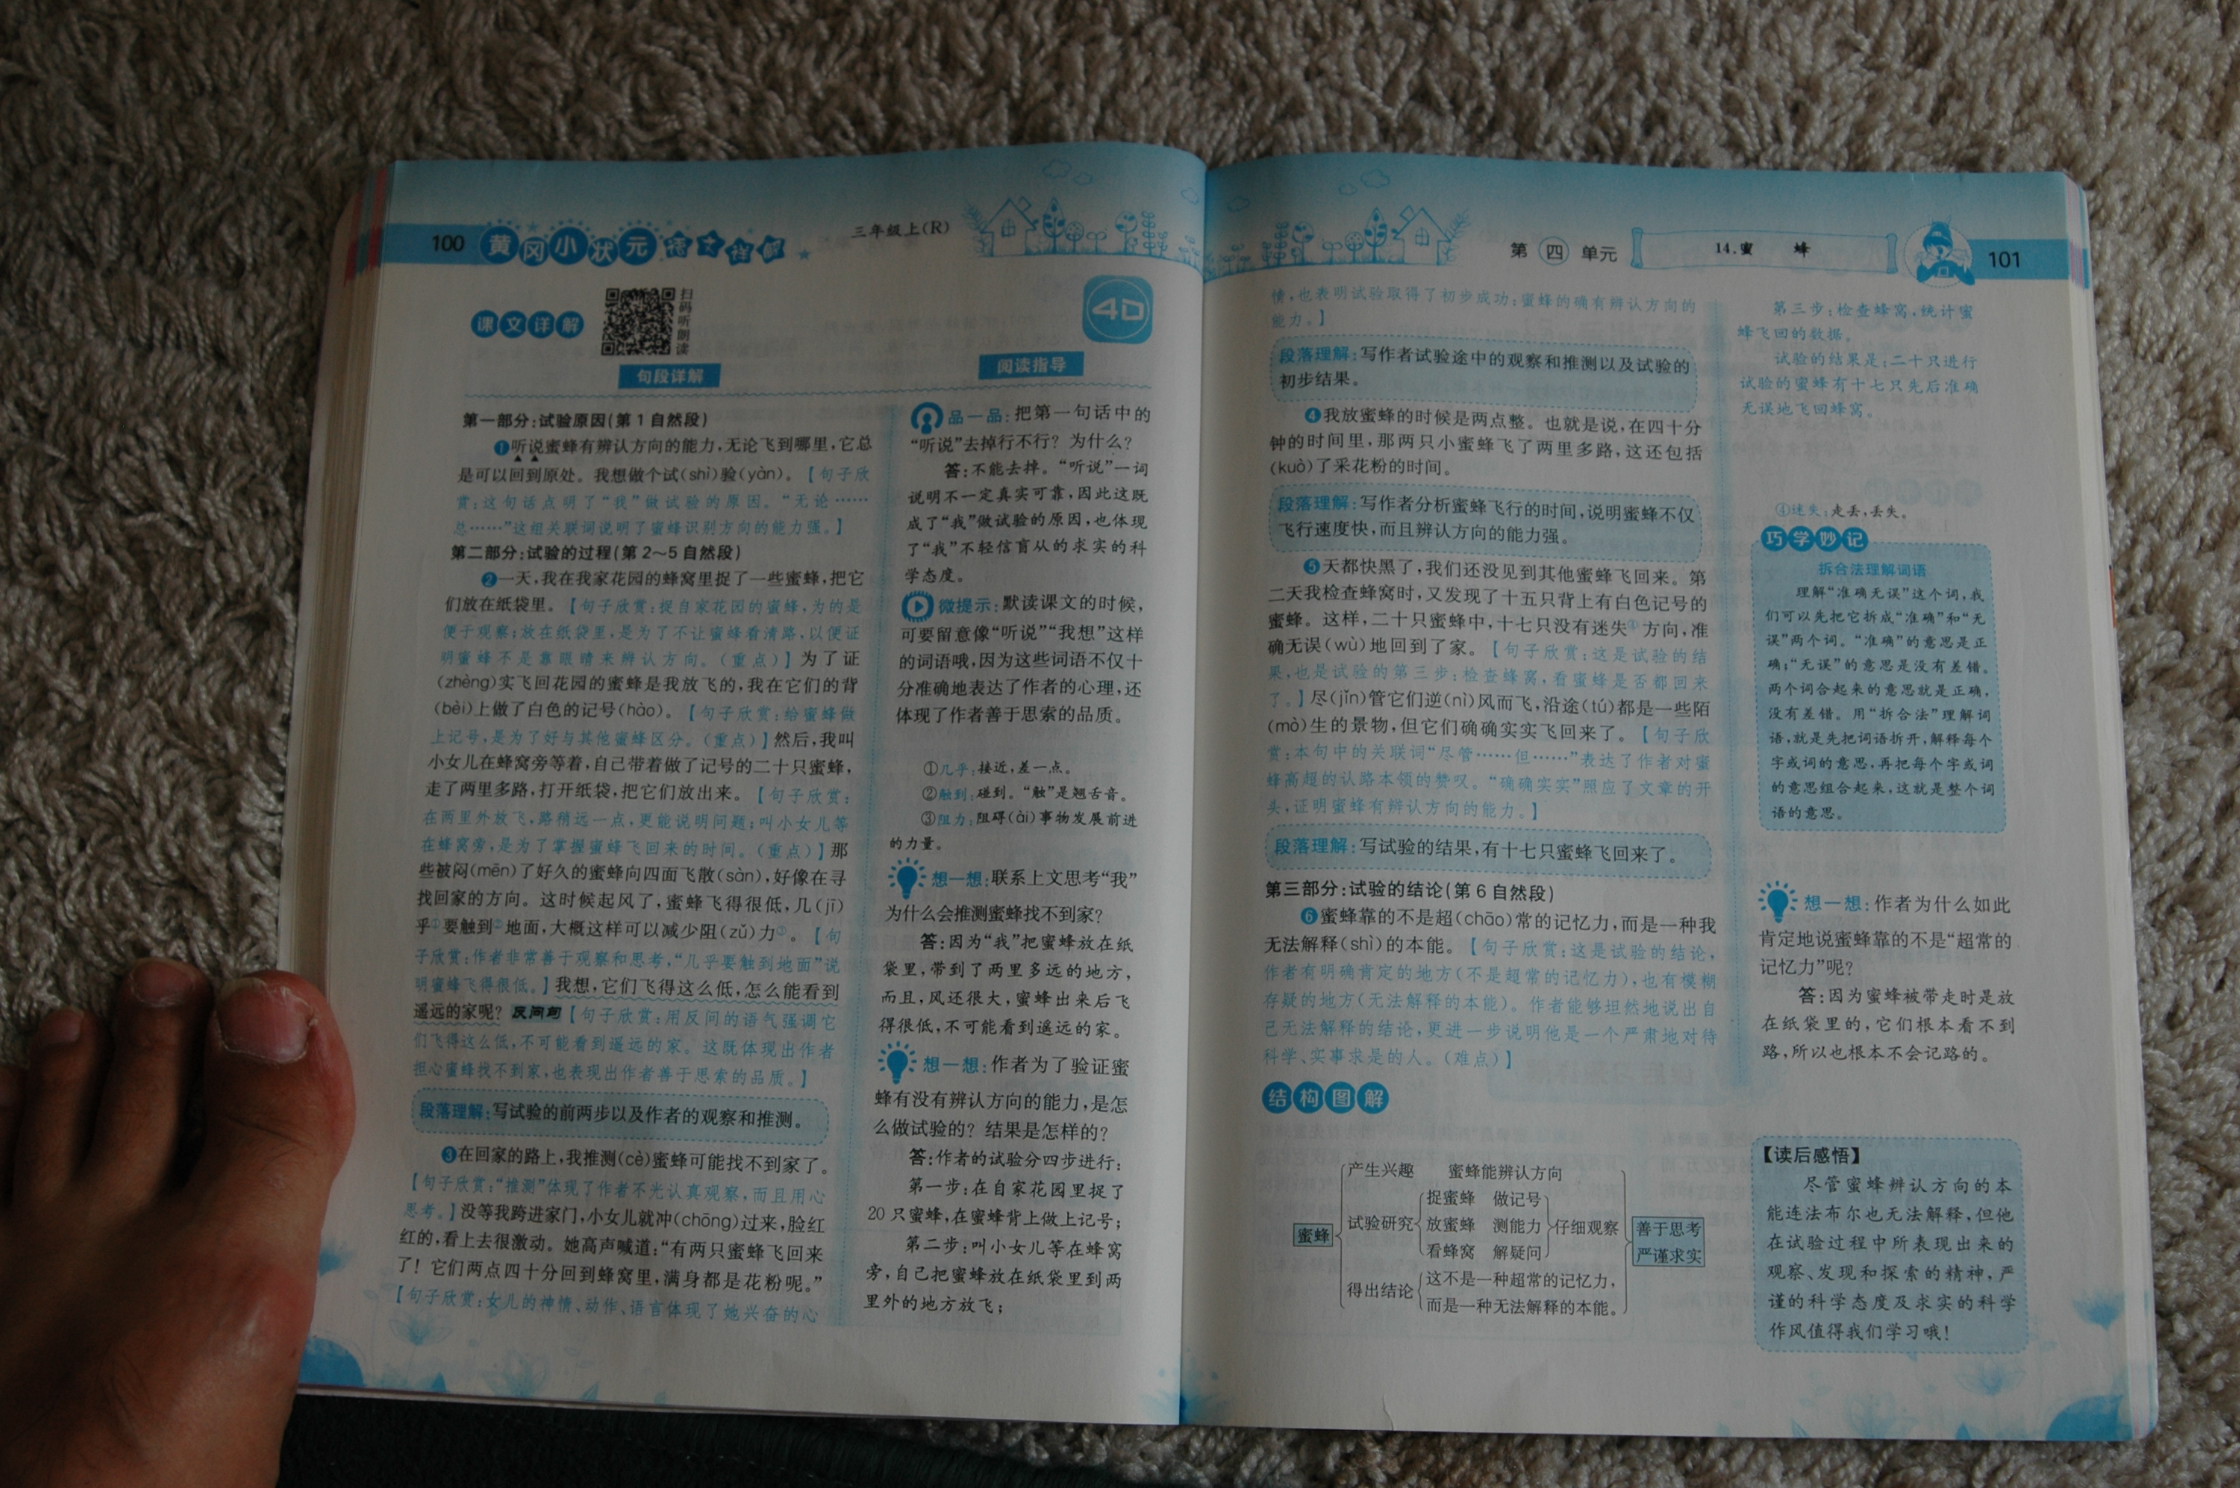 100 黄冈小状元 语文详解 三年级上(R)
课文详解
扫码听朗读
4D
句段详解
阅读指导
第一部分:试验原因(第1自然段)
❶听说蜜蜂有辨认方向的能力,无论飞到哪里,它总
是可以回到原处。我想做个试(shì)验(yàn)。【句子欣
赏:这句话点明了“我”做试验的原因。“无论……
总……”这组关联词说明了蜜蜂识别方向的能力强。】
第二部分:试验的过程(第2~5自然段)
❷一天,我在我家花园的蜂窝里捉了一些蜜蜂,把它
们放在纸袋里。【句子欣赏:捉自家花园的蜜蜂,为的是
便于观察;放在纸袋里,是为了不让蜜蜂看清路,以便证
明蜜蜂不是靠眼睛来辨认方向。(重点)】为了证
(zhèng)实飞回花园的蜜蜂是我放飞的,我在它们的背
(bèi)上做了白色的记号(hào)。【句子欣赏:给蜜蜂做
上记号,是为了好与其他蜜蜂区分。(重点)】然后,我叫
小女儿在蜂窝旁等着,自己带着做了记号的二十只蜜蜂,
走了两里多路,打开纸袋,把它们放出来。【句子欣赏:
在两里外放飞,路稍远一点,更能说明问题;叫小女儿等
在蜂窝旁,是为了掌握蜜蜂飞回来的时间。(重点)】那
些被闷(mēn)了好久的蜜蜂向四面飞散(sàn),好像在寻
找回家的方向。这时候起风了,蜜蜂飞得很低,几(jī)
乎①要触到②地面,大概这样可以减少阻(zǔ)力③。【句
子欣赏:作者非常善于观察和思考,“几乎要触到地面”说
明蜜蜂飞得很低。】我想,它们飞得这么低,怎么能看到
遥远的家呢?反问句【句子欣赏:用反问的语气强调它
们飞得这么低,不可能看到遥远的家。这既体现出作者
担心蜜蜂找不到家,也表现出作者善于思索的品质。】
段落理解:写试验的前两步以及作者的观察和推测。
❸在回家的路上,我推测(cè)蜜蜂可能找不到家了。
【句子欣赏:“推测”体现了作者不光认真观察,而且用心
思考。】没等我跨进家门,小女儿就冲(chōng)过来,脸红
红的,看上去很激动。她高声喊道:“有两只蜜蜂飞回来
了!它们两点四十分回到蜂窝里,满身都是花粉呢。”
【句子欣赏:女儿的神情、动作、语言体现了她兴奋的心
品一品:把第一句话中的
“听说”去掉行不行?为什么?
答:不能去掉。“听说”一词
说明不一定真实可靠,因此这既
成了“我”做试验的原因,也体现
了“我”不轻信盲从的求实的科
学态度。
微提示:默读课文的时候,
可要留意像“听说”“我想”这样
的词语哦,因为这些词语不仅十
分准确地表达了作者的心理,还
体现了作者善于思索的品质。
①几乎:接近,差一点。
②触到:碰到。“触”是翘舌音。
③阻力:阻碍(ài)事物发展前进
的力量。
想一想:联系上文思考“我”
为什么会推测蜜蜂找不到家?
答:因为“我”把蜜蜂放在纸
袋里,带到了两里多远的地方,
而且,风还很大,蜜蜂出来后飞
得很低,不可能看到遥远的家。
想一想:作者为了验证蜜
蜂有没有辨认方向的能力,是怎
么做试验的?结果是怎样的?
答:作者的试验分四步进行:
第一步:在自家花园里捉了
20只蜜蜂,在蜜蜂背上做上记号;
第二步:叫小女儿等在蜂窝
旁,自己把蜜蜂放在纸袋里到两
里外的地方放飞;
第四单元 14.蜜 蜂 101
情,也表明试验取得了初步成功:蜜蜂的确有辨认方向的
能力。】
段落理解:写作者试验途中的观察和推测以及试验的
初步结果。
❹我放蜜蜂的时候是两点整。也就是说,在四十分
钟的时间里,那两只小蜜蜂飞了两里多路,这还包括
(kuò)了采花粉的时间。
段落理解:写作者分析蜜蜂飞行的时间,说明蜜蜂不仅
飞行速度快,而且辨认方向的能力强。
❺天都快黑了,我们还没见到其他蜜蜂飞回来。第
二天我检查蜂窝时,又发现了十五只背上有白色记号的
蜜蜂。这样,二十只蜜蜂中,十七只没有迷失④方向,准
确无误(wù)地回到了家。【句子欣赏:这是试验的结
果,也是试验的第三步:检查蜂窝,看蜜蜂是否都回来
了。】尽(jǐn)管它们逆(nì)风而飞,沿途(tú)都是一些陌
(mò)生的景物,但它们确确实实飞回来了。【句子欣
赏:本句中的关联词“尽管……但……”表达了作者对蜜
蜂高超的认路本领的赞叹。“确确实实”照应了文章的开
头,证明蜜蜂有辨认方向的能力。】
段落理解:写试验的结果,有十七只蜜蜂飞回来了。
第三部分:试验的结论(第6自然段)
❻蜜蜂靠的不是超(chāo)常的记忆力,而是一种我
无法解释(shì)的本能。【句子欣赏:这是试验的结论,
作者有明确肯定的地方(不是超常的记忆力),也有模糊
存疑的地方(无法解释的本能)。作者能够坦然地说出自
己无法解释的结论,更进一步说明他是一个严肃地对待
科学、实事求是的人。(难点)】
结构图解
蜜蜂
产生兴趣 蜜蜂能辨认方向
试验研究 捉蜜蜂 做记号
放蜜蜂 测能力
看蜂窝 解疑问
仔细观察
得出结论 这不是一种超常的记忆力,
而是一种无法解释的本能。
善于思考
严谨求实
第三步:检查蜂窝,统计蜜
蜂飞回的数据。
试验的结果是:二十只进行
试验的蜜蜂有十七只先后准确
无误地飞回蜂窝。
④迷失:走丢,丢失。
巧学妙记
拆合法理解词语
理解“准确无误”这个词,我
们可以先把它拆成“准确”和“无
误”两个词。“准确”的意思是正
确;“无误”的意思是没有差错。
两个词合起来的意思就是正确,
没有差错。用“拆合法”理解词
语,就是先把词语拆开,解释每个
字或词的意思,再把每个字或词
的意思组合起来,这就是整个词
语的意思。
想一想:作者为什么如此
肯定地说蜜蜂靠的不是“超常的
记忆力”呢?
答:因为蜜蜂被带走时是放
在纸袋里的,它们根本看不到
路,所以也根本不会记路的。
【读后感悟】
尽管蜜蜂辨认方向的本
能连法布尔也无法解释,但他
在试验过程中所表现出来的
观察、发现和探索的精神,严
谨的科学态度及求实的科学
作风值得我们学习哦!